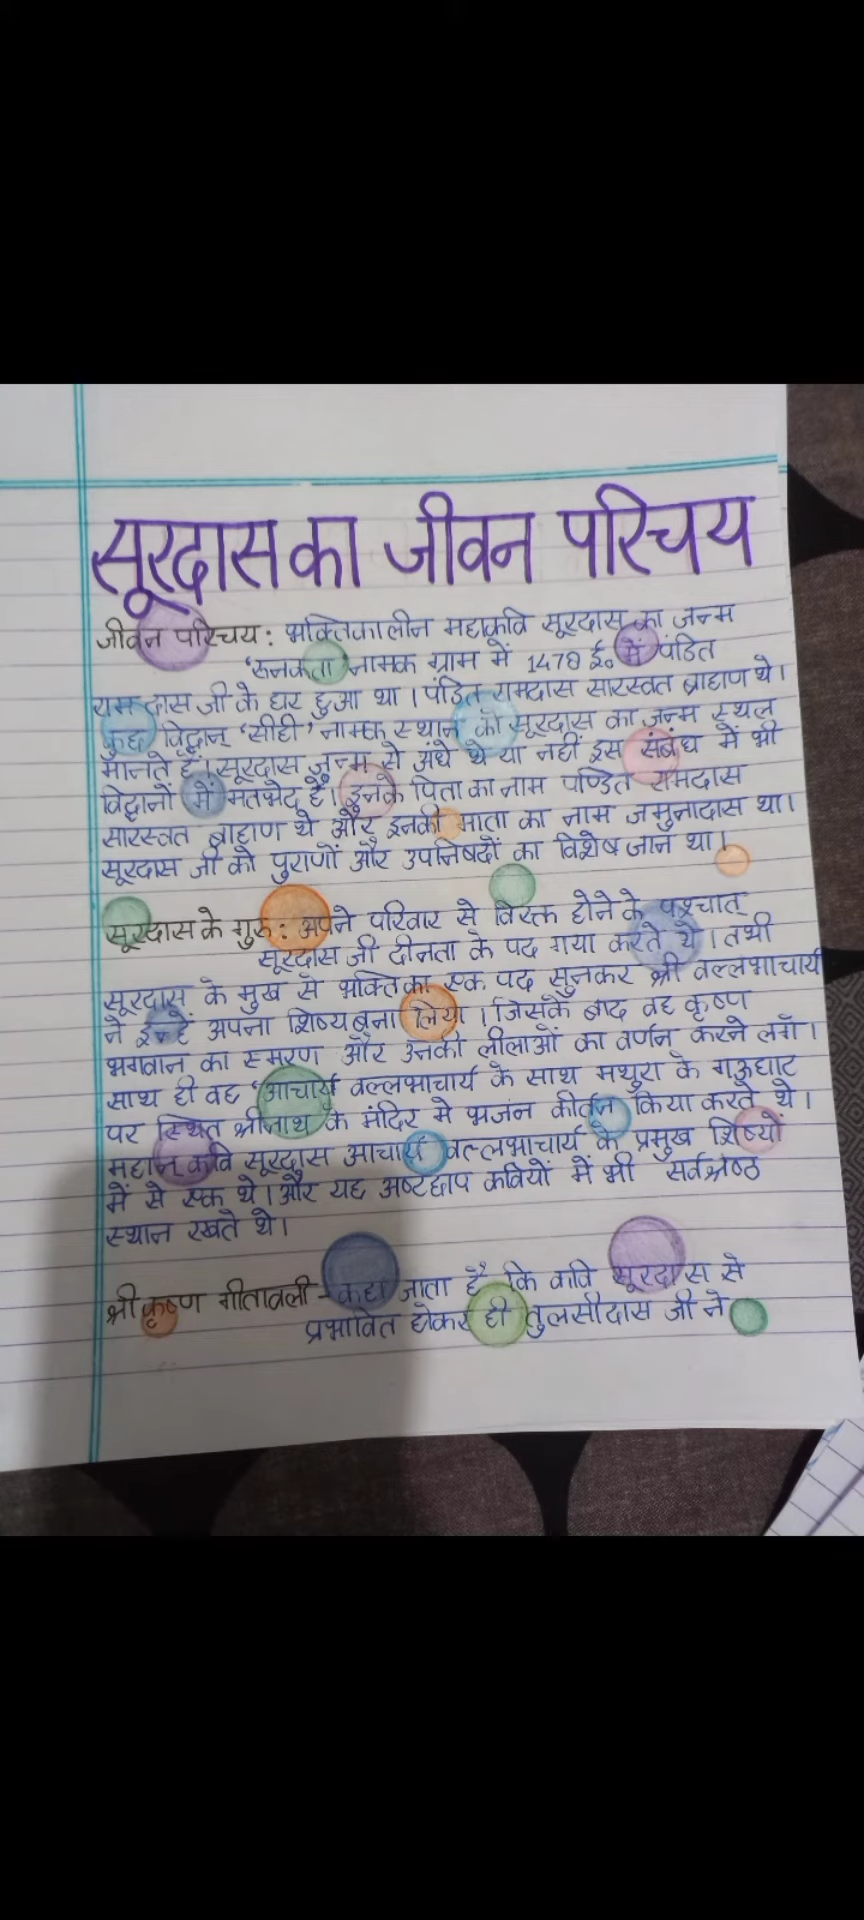 सूरदास का जीवन परिचय
जीवन परिचय : भक्तिकालीन महाकवि सूरदास का जन्म
'रुनकता नामक ग्राम में 1478 ई० में पंडित
राम दास जी के घर हुआ था। पंडित रामदास सारस्वत ब्राहाण थे।
कुछ विद्वान् 'सीही' नामक स्थान को सूरदास का जन्म स्थल
मानते हैं। सूरदास जन्म से अंधे थे या नहीं इस संबंध में भी
विद्वानों में मतभेद है। इनके पिता का नाम पण्डित रामदास
सारस्वत ब्राहाण थे और इनकी माता का नाम जमुनादास था।
सूरदास जी को पुराणों और उपनिषदों का विशेष जान था।
सूरदास के गुरु : अपने परिवार से विरक्त होने के पश्चात्
सूरदास जी दीनता के पद गया करते थे। तभी
सूरदास के मुख से भक्ति का एक पद सुनकर श्री वल्लभाचार्य
ने इन्हें अपना शिष्य बना लिया। जिसके बाद वह कृष्ण
भगवान का स्मरण और उनकी लीलाओं का वर्णन करने लगे।
साथ ही वह 'आचार्य वल्लभाचार्य के साथ मथुरा के गऊघाट
पर स्थित श्रीनाथ के मंदिर मे भजन कीर्तन किया करते थे।
महान् कवि सूरदास आचार्य वल्लभाचार्य के प्रमुख शिष्यों
में से एक थे। और यह अष्टछाप कवियों में भी सर्वश्रेष्ठ
स्थान रखते थे।
श्री कृष्ण गीतावली - कहा जाता है कि कवि सूरदास से
प्रभावित होकर ही तुलसीदास जी ने